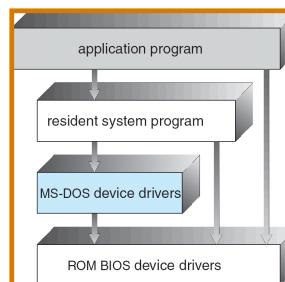 application program
resident system program
MS-DOS device drivers
ROM BIOS device drivers